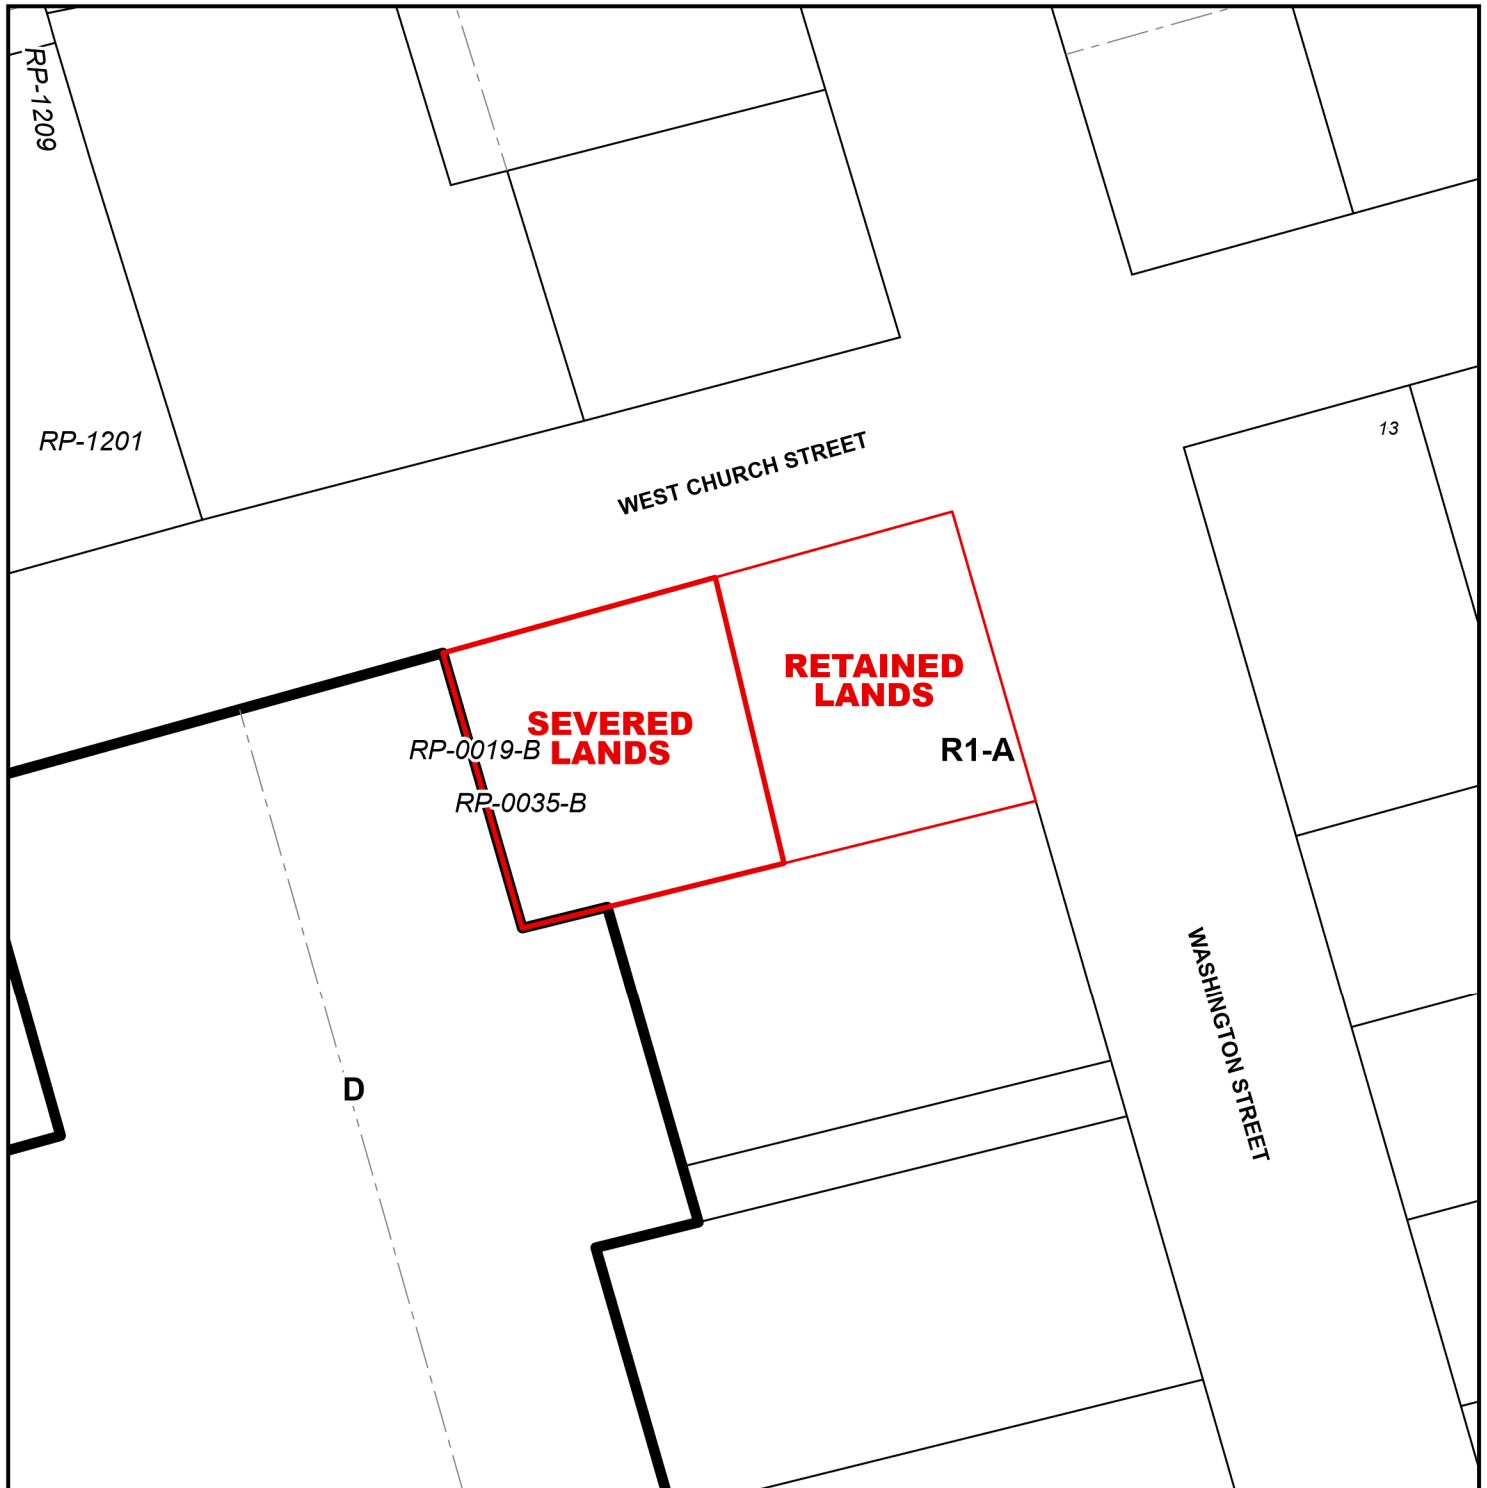 RP-1209
RP-1201
13
WEST CHURCH STREET
RETAINED
LANDS
SEVERED
LANDS
RP-0019-B
R1-A
RP-0035-B
WASHINGTON STREET
D